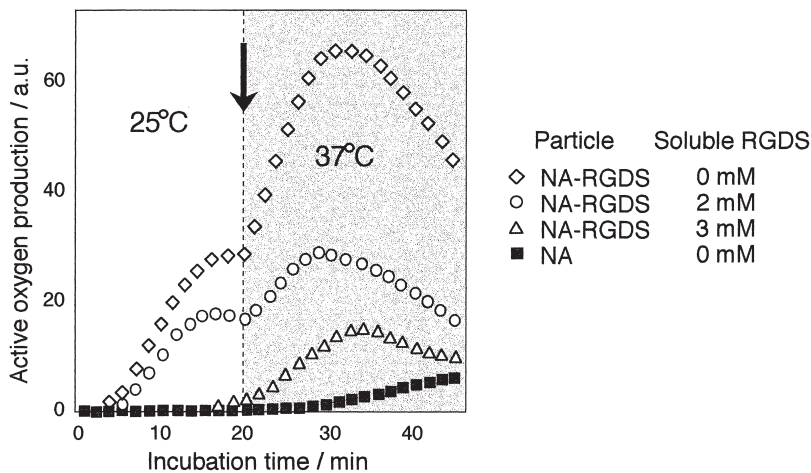 60
40
20
0
Active oxygen production / a.u.
25°C
37°C
0 10 20 30 40
Incubation time / min
Particle Soluble RGDS
NA-RGDS 0 mM
NA-RGDS 2 mM
NA-RGDS 3 mM
NA 0 mM